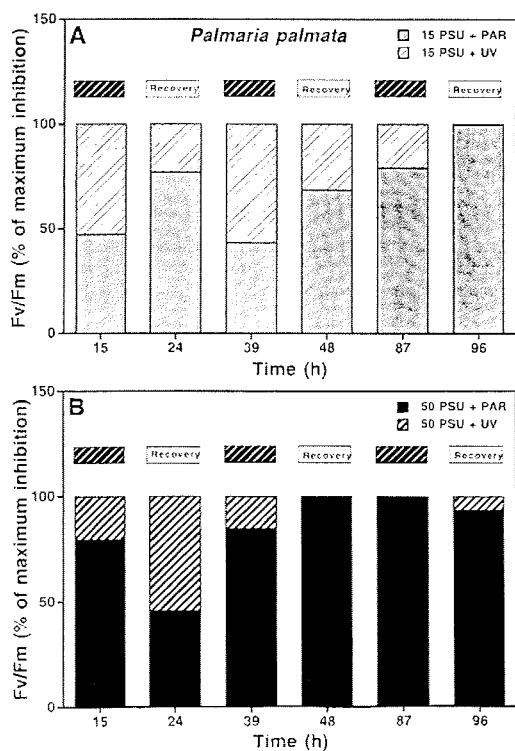 A
Palmaria palmata
15 PSU + PAR
15 PSU + UV
Recovery Recovery Recovery
Fv/Fm (% of maximum inhibition)
150
100
50
0
15 24 39 48 87 96
Time (h)
B
50 PSU + PAR
50 PSU + UV
Recovery Recovery Recovery
Fv/Fm (% of maximum inhibition)
150
100
50
0
15 24 39 48 87 96
Time (h)